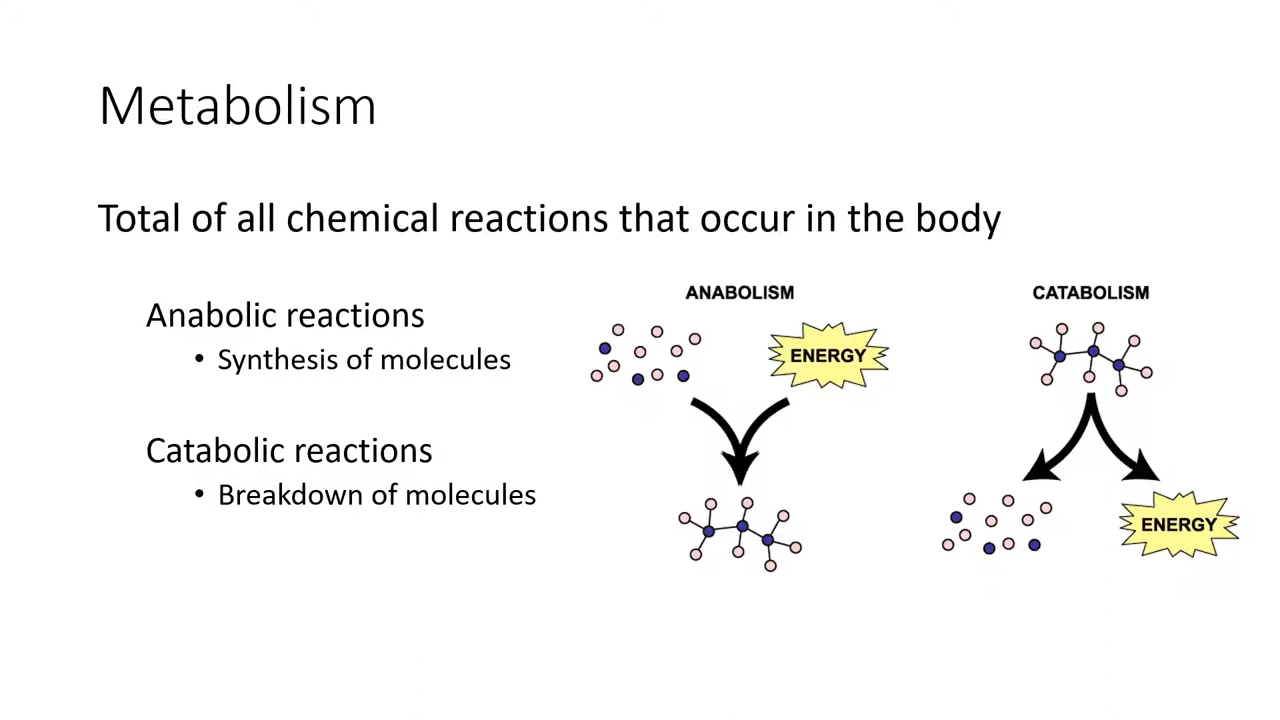 Metabolism
Total of all chemical reactions that occur in the body
Anabolic reactions
• Synthesis of molecules
Catabolic reactions
• Breakdown of molecules
ANABOLISM
ENERGY
CATABOLISM
ENERGY